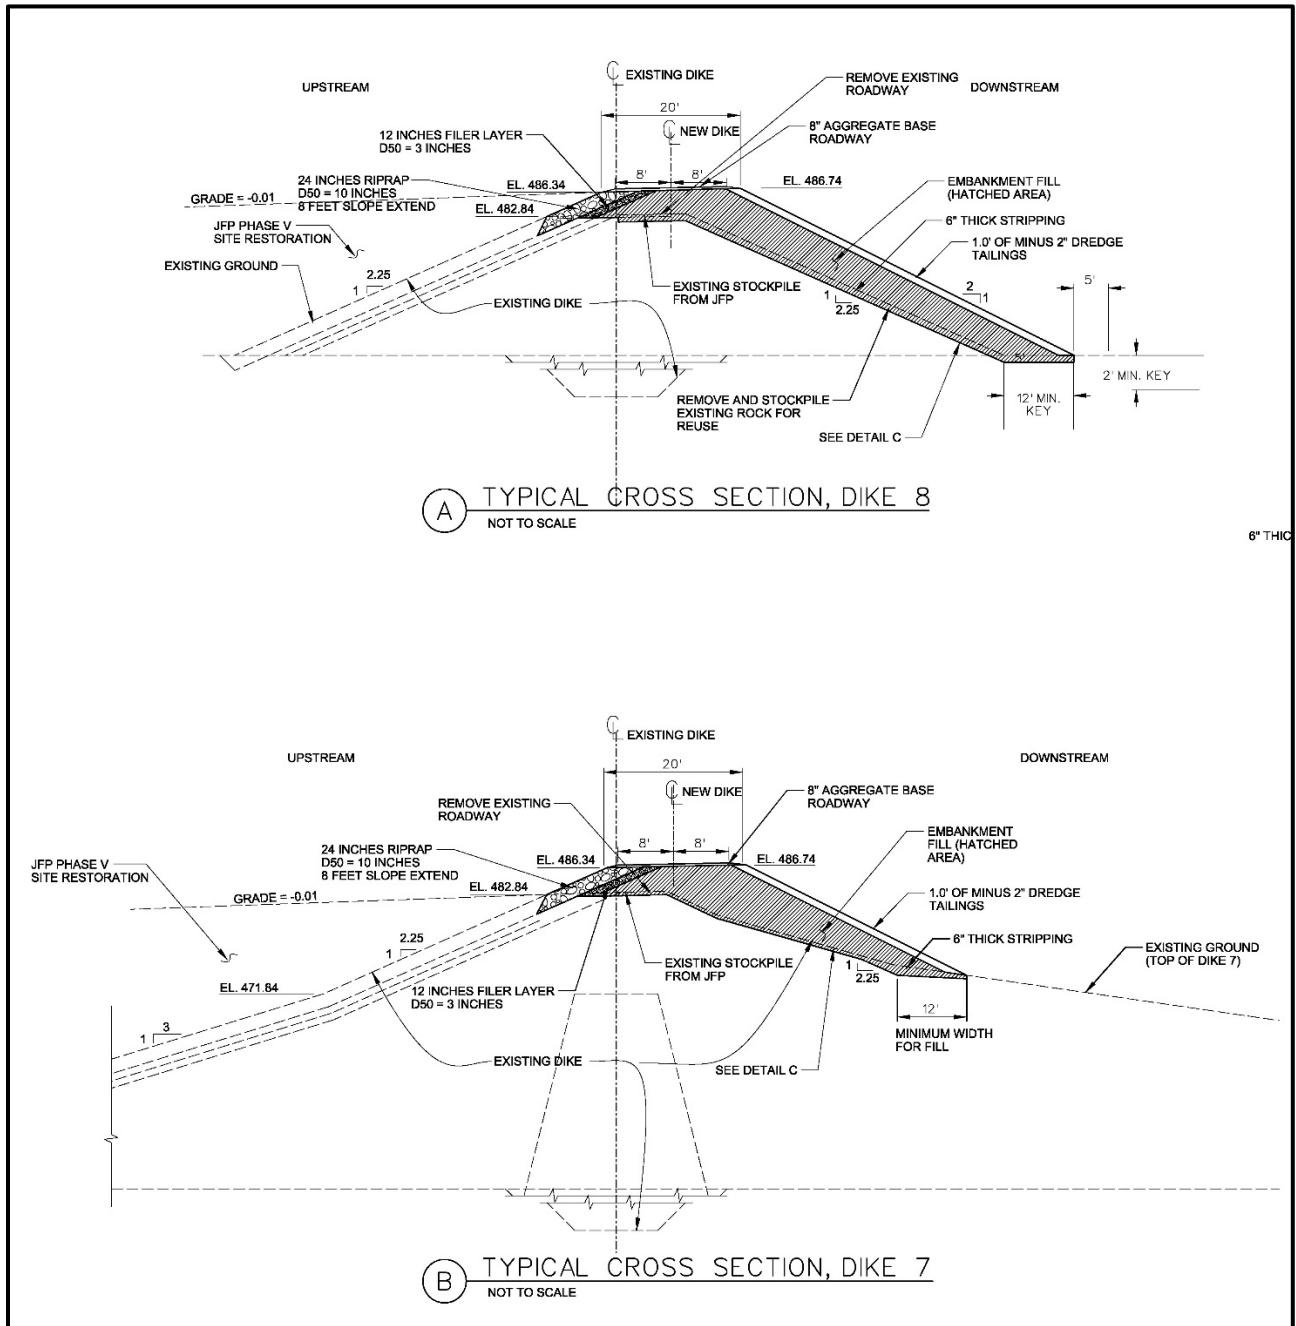 EXISTING DIKE
UPSTREAM
REMOVE EXISTING
ROADWAY
DOWNSTREAM
20'
12 INCHES FILER LAYER
D50 = 3 INCHES
NEW DIKE
8" AGGREGATE BASE
ROADWAY
24 INCHES RIPRAP
D50 = 10 INCHES
8 FEET SLOPE EXTEND
EL. 486.34
8'
8'
EL. 486.74
EMBANKMENT FILL
(HATCHED AREA)
GRADE = -0.01
EL. 482.84
6" THICK STRIPPING
JFP PHASE V
SITE RESTORATION
1.0' OF MINUS 2" DREDGE
TAILINGS
EXISTING GROUND
2.25
1
EXISTING DIKE
EXISTING STOCKPILE
FROM JFP
1
2.25
2
1
5'
5'
2' MIN. KEY
REMOVE AND STOCKPILE
EXISTING ROCK FOR
REUSE
12' MIN.
KEY
SEE DETAIL C
A
TYPICAL CROSS SECTION, DIKE 8
NOT TO SCALE
6" THIC
EXISTING DIKE
UPSTREAM
DOWNSTREAM
20'
NEW DIKE
8" AGGREGATE BASE
ROADWAY
REMOVE EXISTING
ROADWAY
8'
8'
24 INCHES RIPRAP
D50 = 10 INCHES
8 FEET SLOPE EXTEND
EL. 486.34
EL. 486.74
EMBANKMENT
FILL (HATCHED
AREA)
JFP PHASE V
SITE RESTORATION
EL. 482.84
GRADE = -0.01
1.0' OF MINUS 2" DREDGE
TAILINGS
2.25
1
6" THICK STRIPPING
EXISTING GROUND
(TOP OF DIKE 7)
EXISTING STOCKPILE
FROM JFP
1
2.25
EL. 471.84
12 INCHES FILER LAYER
D50 = 3 INCHES
12'
3
1
MINIMUM WIDTH
FOR FILL
EXISTING DIKE
SEE DETAIL C
B
TYPICAL CROSS SECTION, DIKE 7
NOT TO SCALE